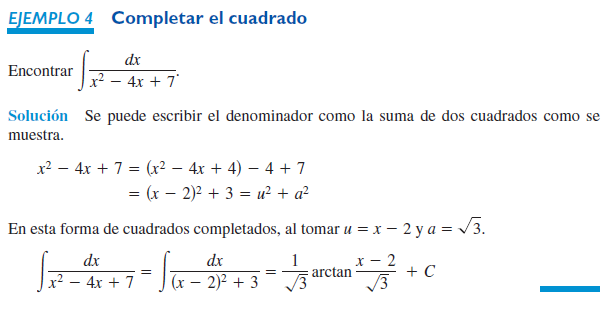 EJEMPLO 4 Completar el cuadrado
Encontrar ∫ dx / (x² − 4x + 7).
Solución Se puede escribir el denominador como la suma de dos cuadrados como se
muestra.
x² − 4x + 7 = (x² − 4x + 4) − 4 + 7
= (x − 2)² + 3 = u² + a²
En esta forma de cuadrados completados, al tomar u = x − 2 y a = √3.
∫ dx / (x² − 4x + 7) = ∫ dx / ((x − 2)² + 3) = 1/√3 arctan (x − 2)/√3 + C